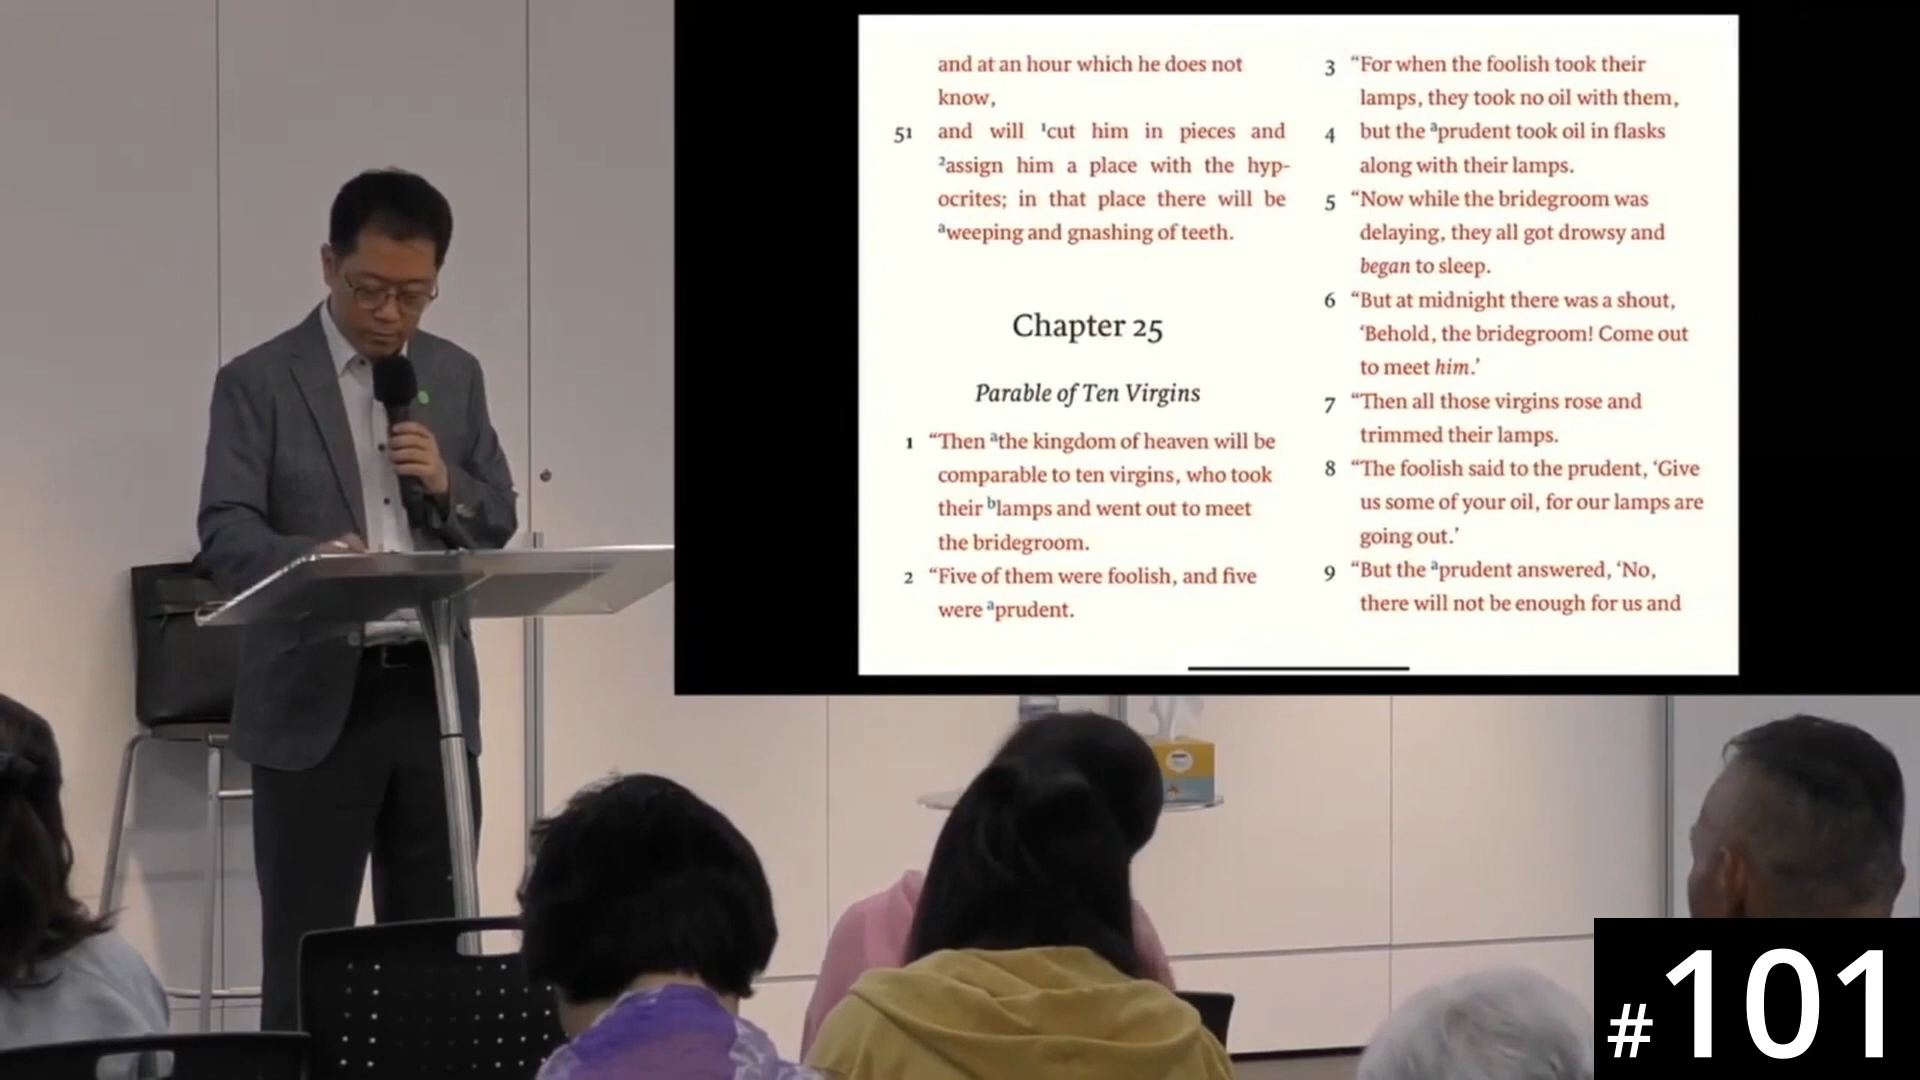 and at an hour which he does not
know,
51 and will ¹cut him in pieces and
²assign him a place with the hyp-
ocrites; in that place there will be
ᵃweeping and gnashing of teeth.
Chapter 25
Parable of Ten Virgins
1 “Then ᵃthe kingdom of heaven will be
comparable to ten virgins, who took
their ᵇlamps and went out to meet
the bridegroom.
2 “Five of them were foolish, and five
were ᵃprudent.
3 “For when the foolish took their
lamps, they took no oil with them,
4 but the ᵃprudent took oil in flasks
along with their lamps.
5 “Now while the bridegroom was
delaying, they all got drowsy and
began to sleep.
6 “But at midnight there was a shout,
‘Behold, the bridegroom! Come out
to meet him.’
7 “Then all those virgins rose and
trimmed their lamps.
8 “The foolish said to the prudent, ‘Give
us some of your oil, for our lamps are
going out.’
9 “But the ᵃprudent answered, ‘No,
there will not be enough for us and
#101